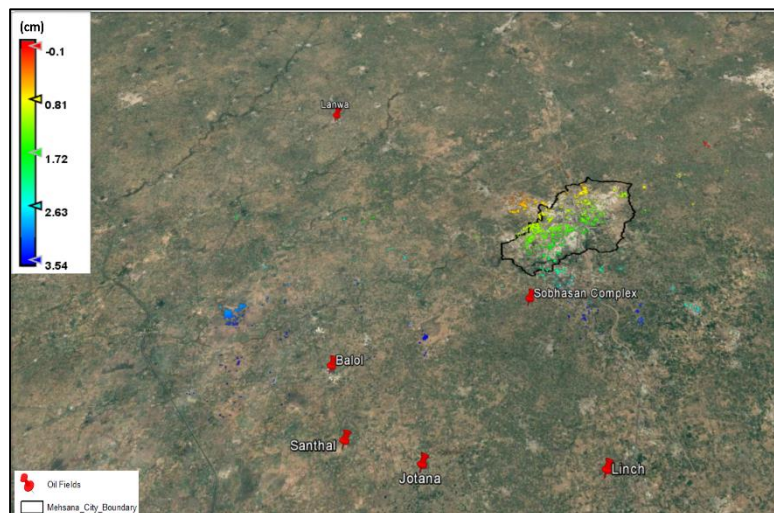 (cm)
-0.1
0.81
1.72
2.63
3.54
Lanwa
Sobhasan Complex
Balol
Santhal
Jotana
Linch
Oil Fields
Mehsana_City_Boundary